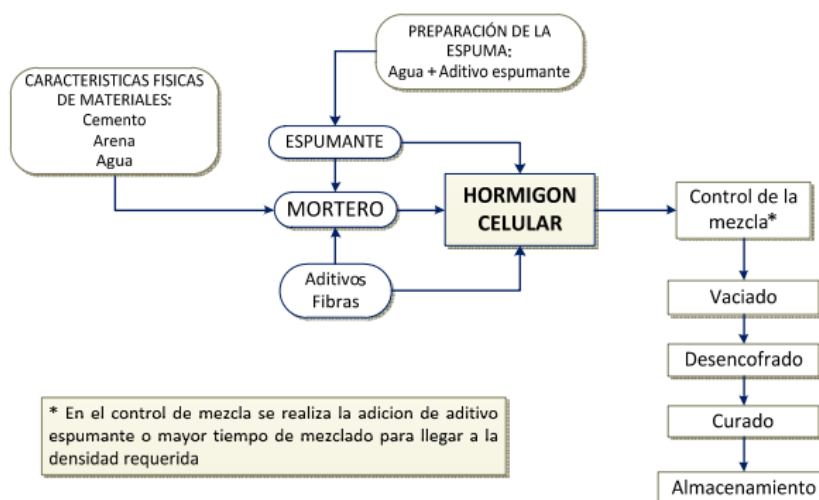 PREPARACIÓN DE LA
ESPUMA:
Agua + Aditivo espumante
CARACTERISTICAS FISICAS
DE MATERIALES:
Cemento
Arena
Agua
ESPUMANTE
MORTERO
HORMIGON
CELULAR
Control de la
mezcla*
Aditivos
Fibras
Vaciado
Desencofrado
Curado
Almacenamiento
* En el control de mezcla se realiza la adicion de aditivo
espumante o mayor tiempo de mezclado para llegar a la
densidad requerida